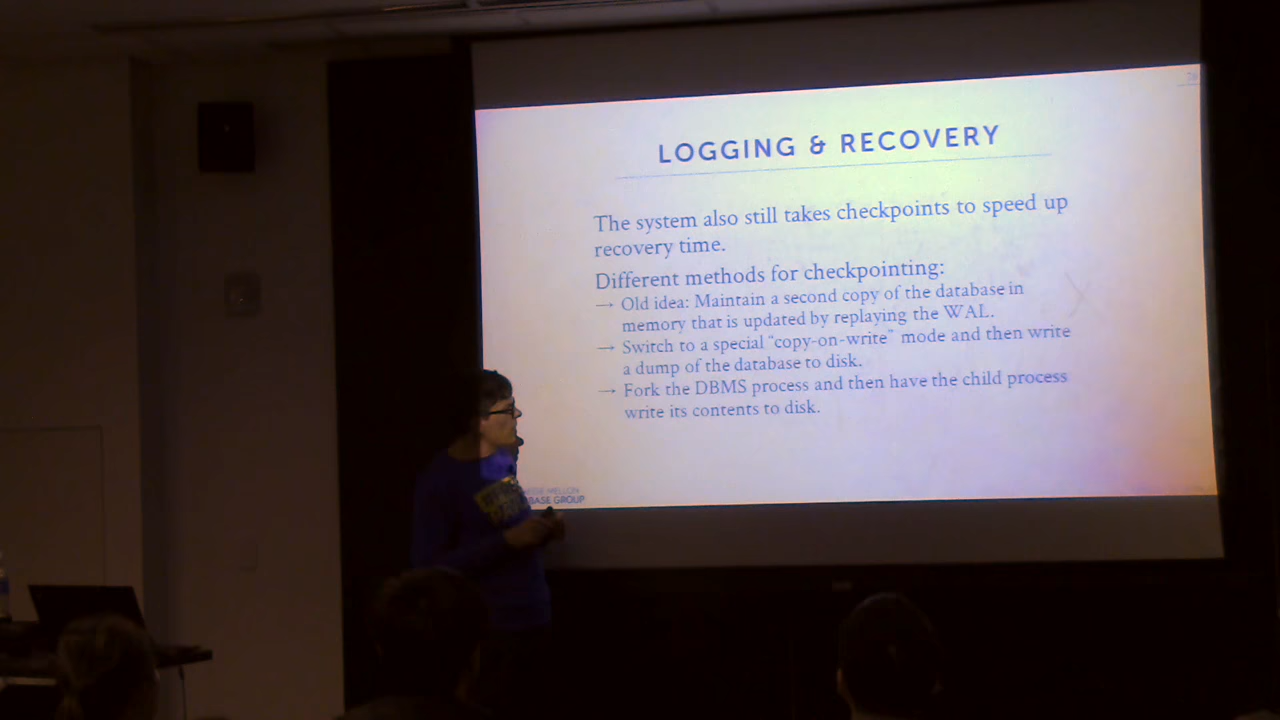 LOGGING & RECOVERY
The system also still takes checkpoints to speed up
recovery time.
Different methods for checkpointing:
→ Old idea: Maintain a second copy of the database in
memory that is updated by replaying the WAL.
→ Switch to a special "copy-on-write" mode and then write
a dump of the database to disk.
→ Fork the DBMS process and then have the child process
write its contents to disk.
MELLON
BASE GROUP